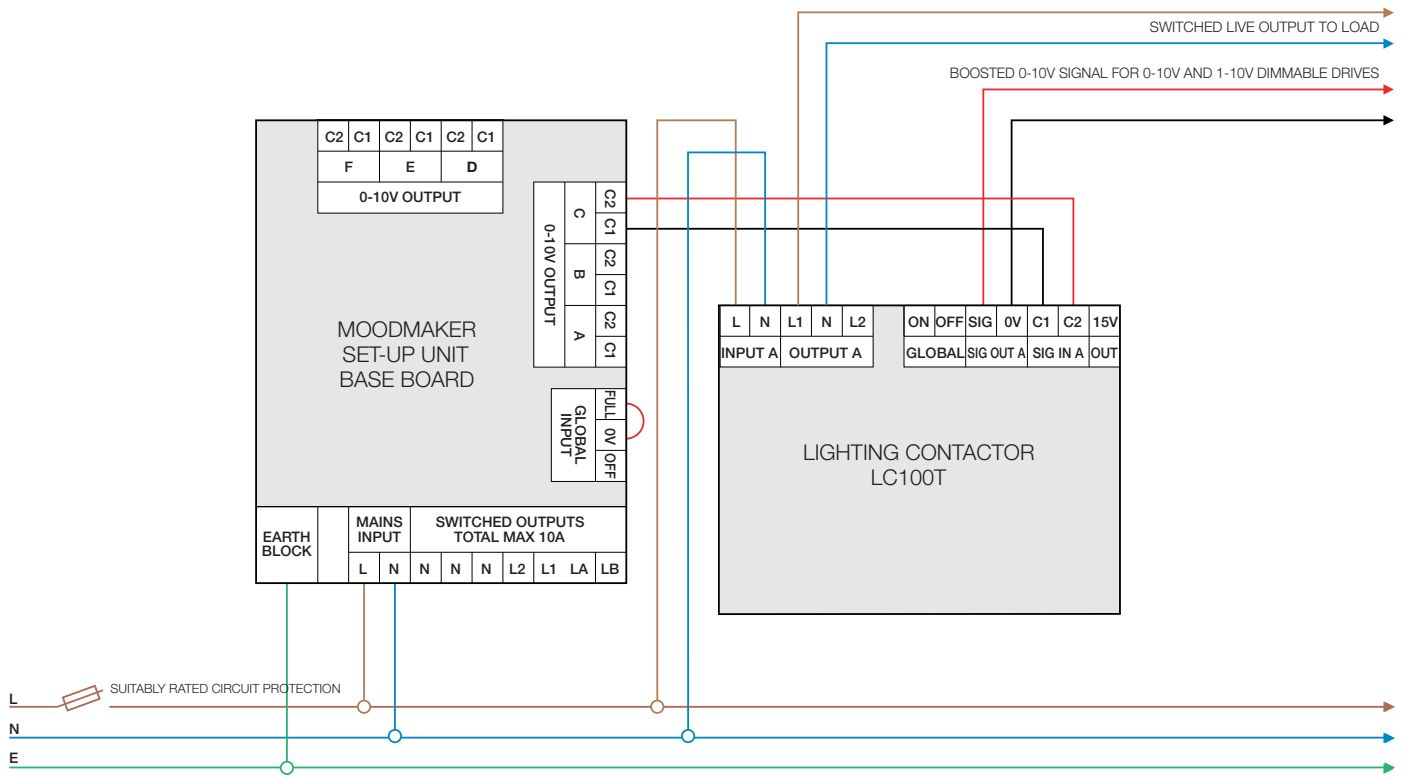 SWITCHED LIVE OUTPUT TO LOAD
BOOSTED 0-10V SIGNAL FOR 0-10V AND 1-10V DIMMABLE DRIVES
C2 C1 C2 C1 C2 C1
F E D
0-10V OUTPUT
C2
C1
C2
C1
C2
C1
C
B
A
0-10V OUTPUT
MOODMAKER
SET-UP UNIT
BASE BOARD
FULL
0V
OFF
GLOBAL
INPUT
EARTH
BLOCK
MAINS
INPUT
SWITCHED OUTPUTS
TOTAL MAX 10A
L N N N N L2 L1 LA LB
L N L1 N L2 ON OFF SIG 0V C1 C2 15V
INPUT A OUTPUT A GLOBAL SIG OUT A SIG IN A OUT
LIGHTING CONTACTOR
LC100T
SUITABLY RATED CIRCUIT PROTECTION
L
N
E